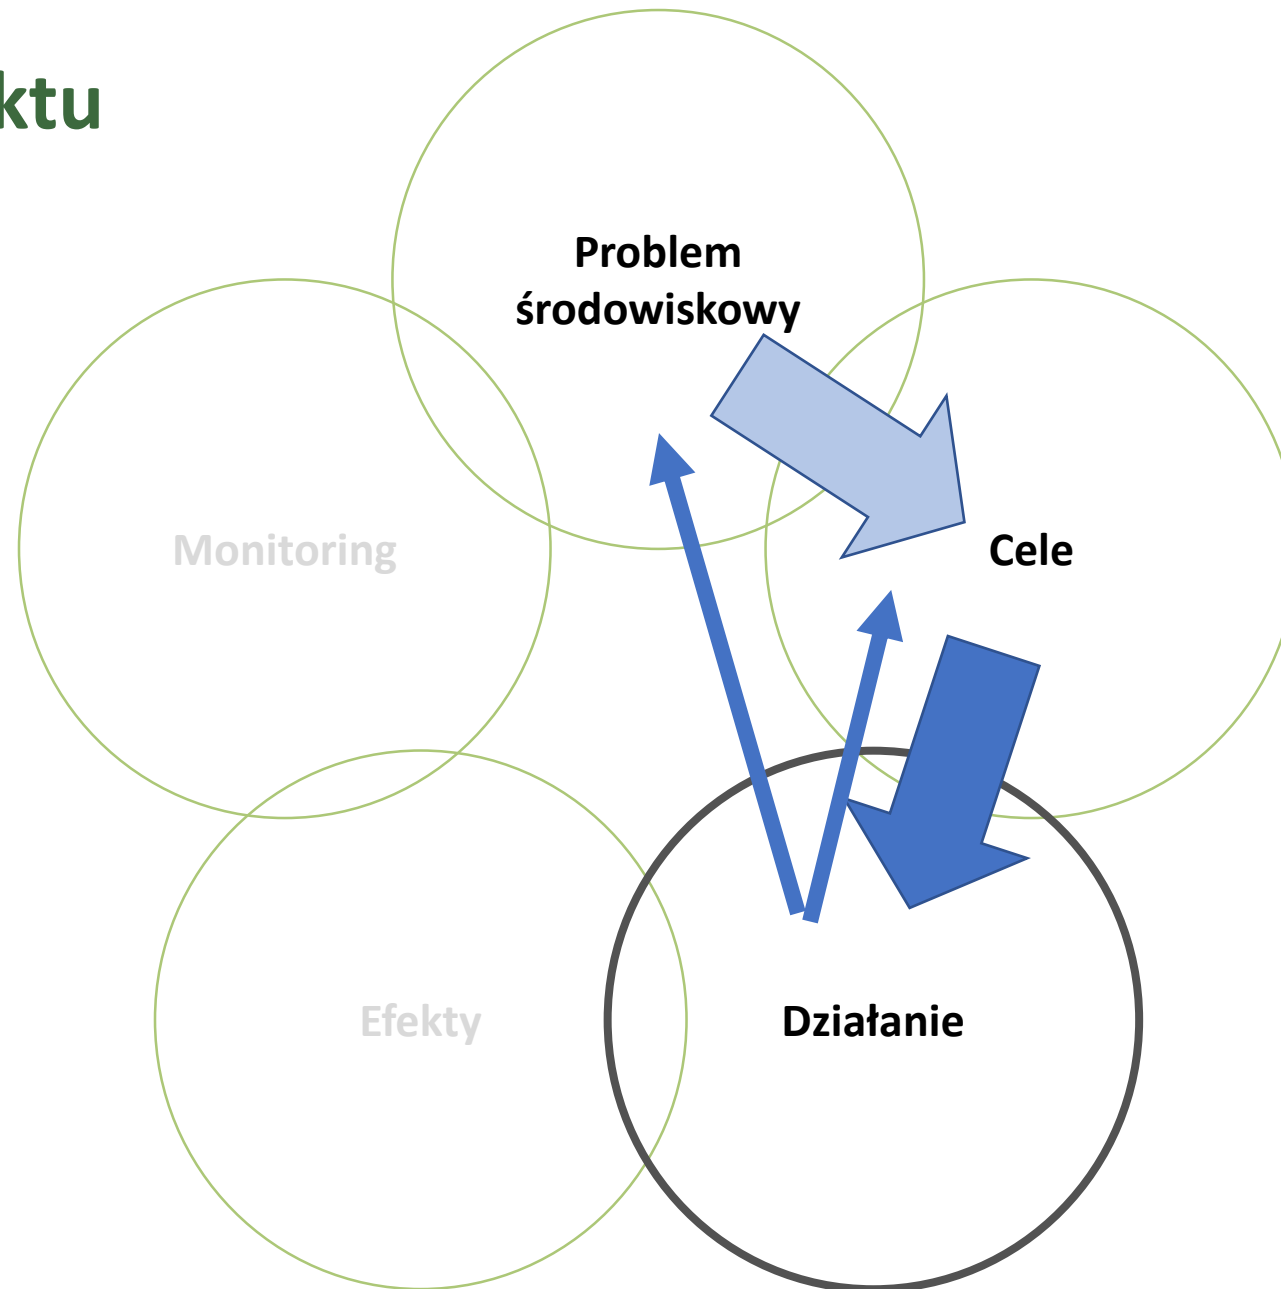 ktu
Problem
środowiskowy
Monitoring
Cele
Efekty
Działanie